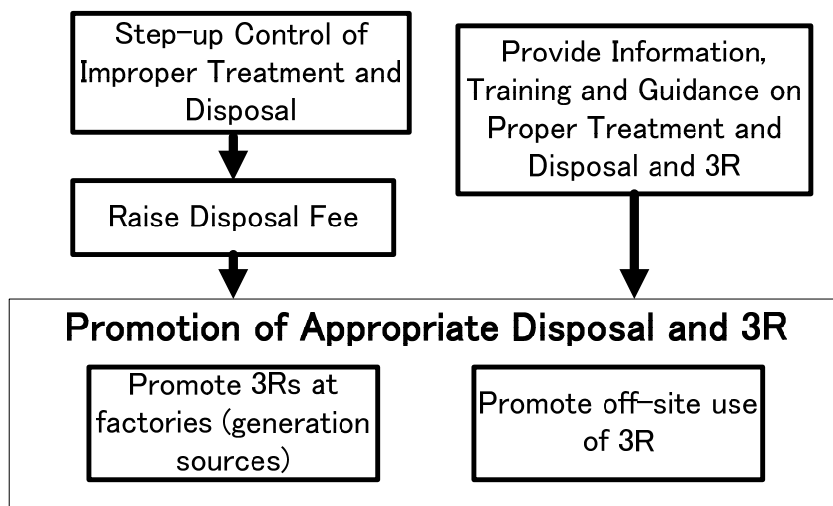 Step-up Control of
Improper Treatment and
Disposal
Provide Information,
Training and Guidance on
Proper Treatment and
Disposal and 3R
Raise Disposal Fee
Promotion of Appropriate Disposal and 3R
Promote 3Rs at
factories (generation
sources)
Promote off-site use
of 3R